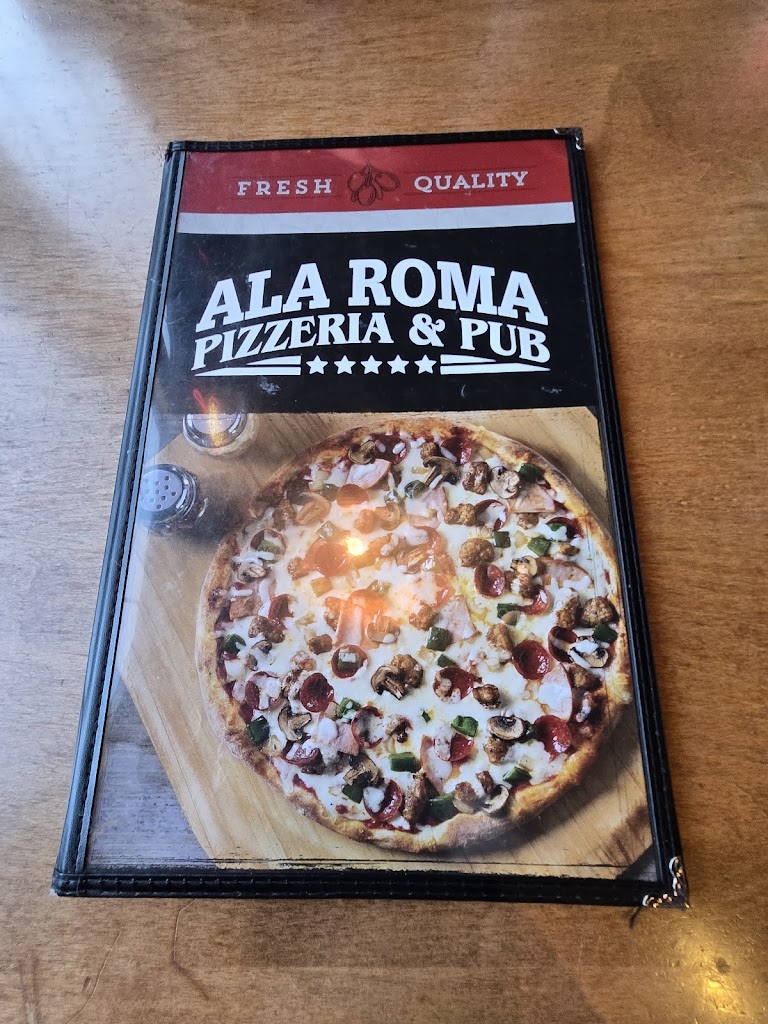 FRESH QUALITY
ALA ROMA
PIZZERIA & PUB